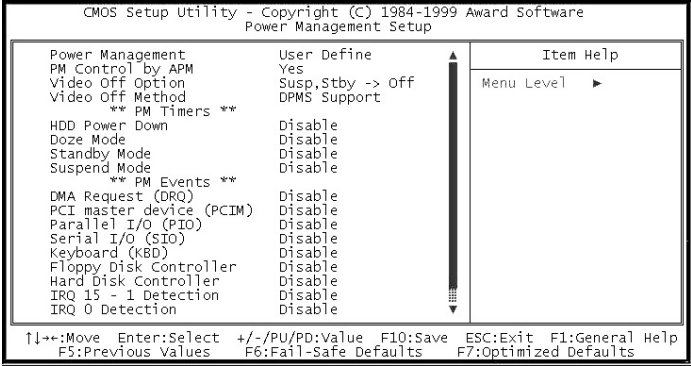 CMOS Setup Utility - Copyright (C) 1984-1999 Award Software
Power Management Setup
Power Management User Define
PM Control by APM Yes
Video Off Option Susp,Stby -> Off
Video Off Method DPMS Support
** PM Timers **
HDD Power Down Disable
Doze Mode Disable
Standby Mode Disable
Suspend Mode Disable
** PM Events **
DMA Request (DRQ) Disable
PCI master device (PCIM) Disable
Parallel I/O (PIO) Disable
Serial I/O (SIO) Disable
Keyboard (KBD) Disable
Floppy Disk Controller Disable
Hard Disk Controller Disable
IRQ 15 - 1 Detection Disable
IRQ 0 Detection Disable
Item Help
Menu Level ►
↑↓→←:Move Enter:Select +/-/PU/PD:Value F10:Save ESC:Exit F1:General Help
F5:Previous Values F6:Fail-Safe Defaults F7:Optimized Defaults